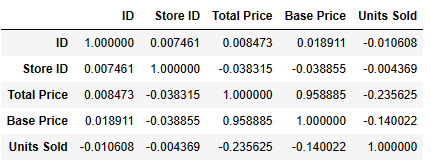 ID Store ID Total Price Base Price Units Sold
ID 1.000000 0.007461 0.008473 0.018911 -0.010608
Store ID 0.007461 1.000000 -0.038315 -0.038855 -0.004369
Total Price 0.008473 -0.038315 1.000000 0.958885 -0.235625
Base Price 0.018911 -0.038855 0.958885 1.000000 -0.140022
Units Sold -0.010608 -0.004369 -0.235625 -0.140022 1.000000